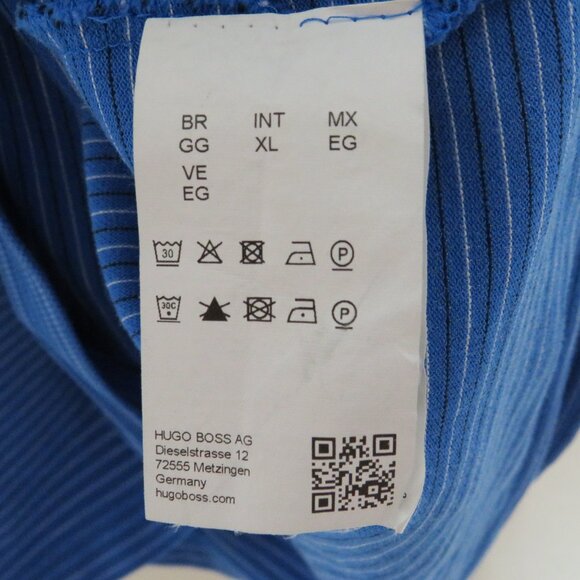 BR INT MX
GG XL EG
VE
EG
30 P
30C P
HUGO BOSS AG
Dieselstrasse 12
72555 Metzingen
Germany
hugoboss.com